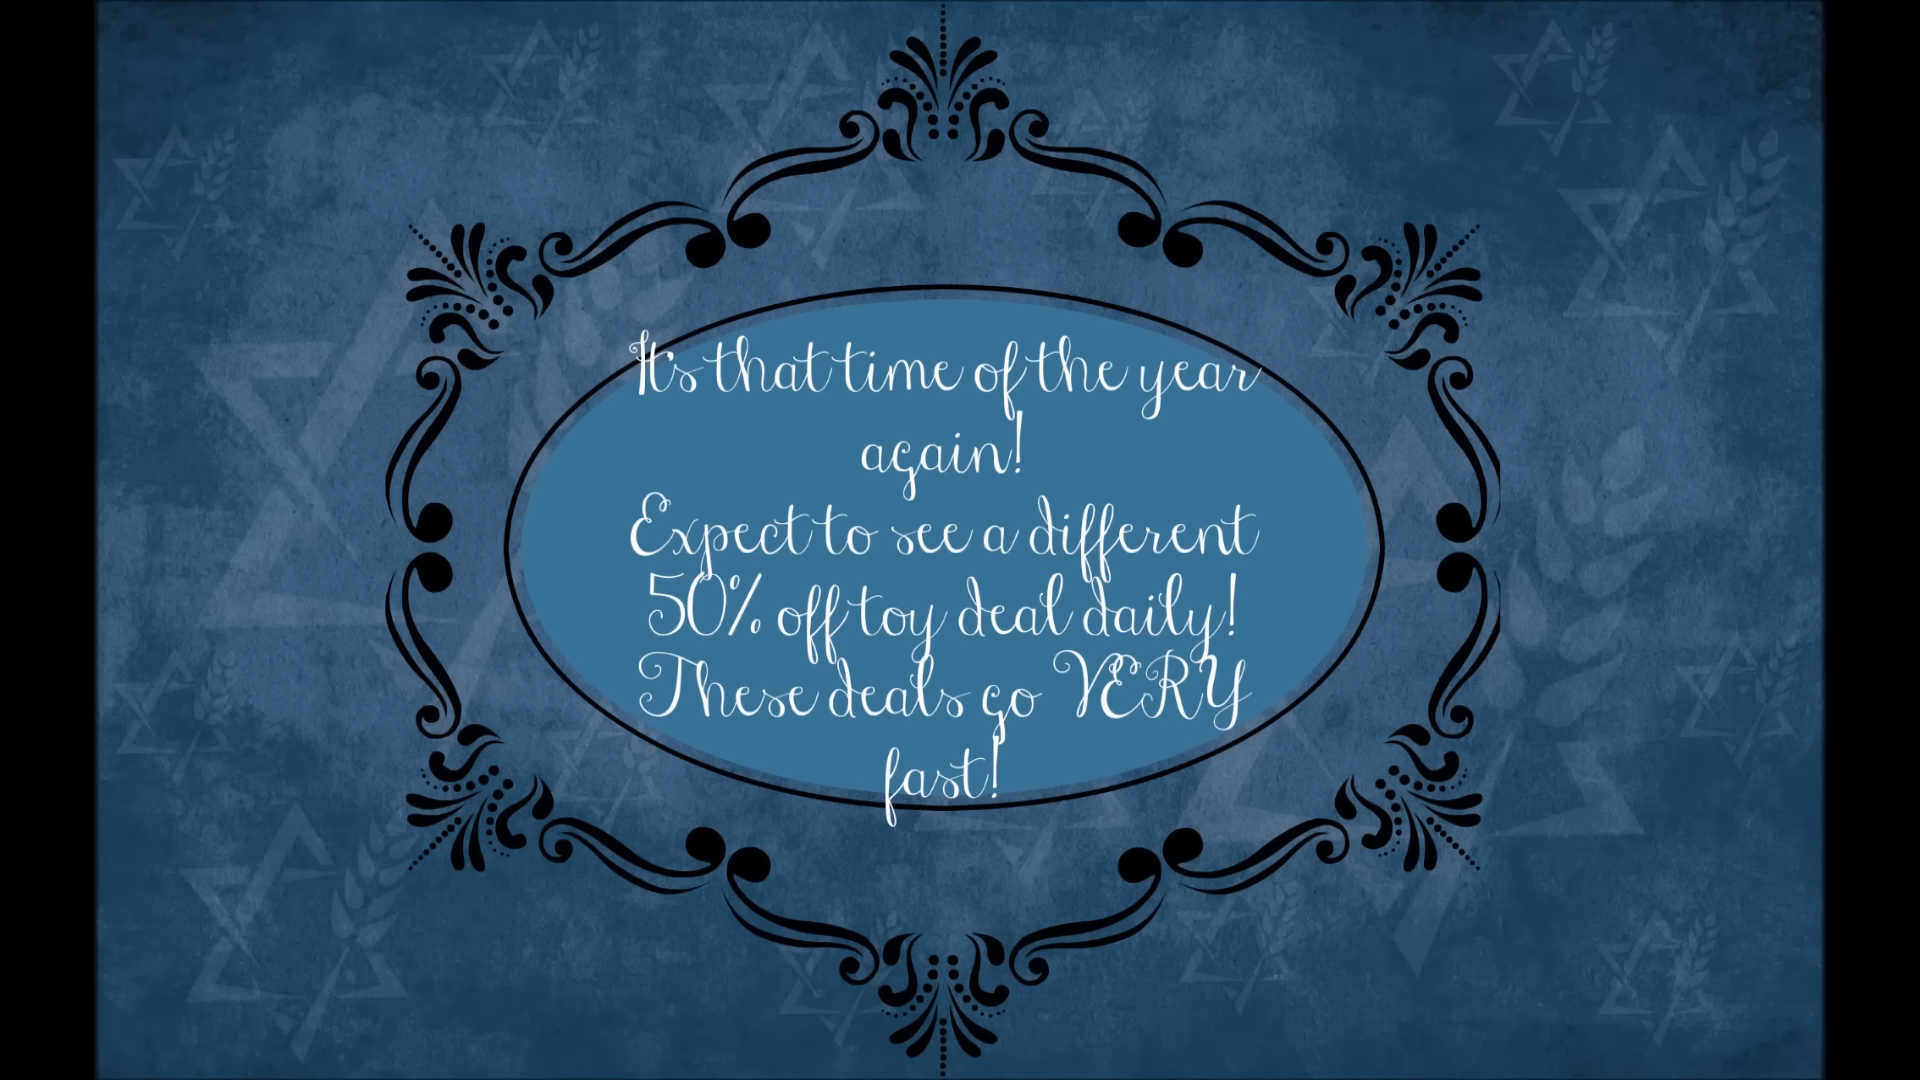 It's that time of the year
again!
Expect to see a different
50% off toy deal daily!
These deals go VERY
fast!